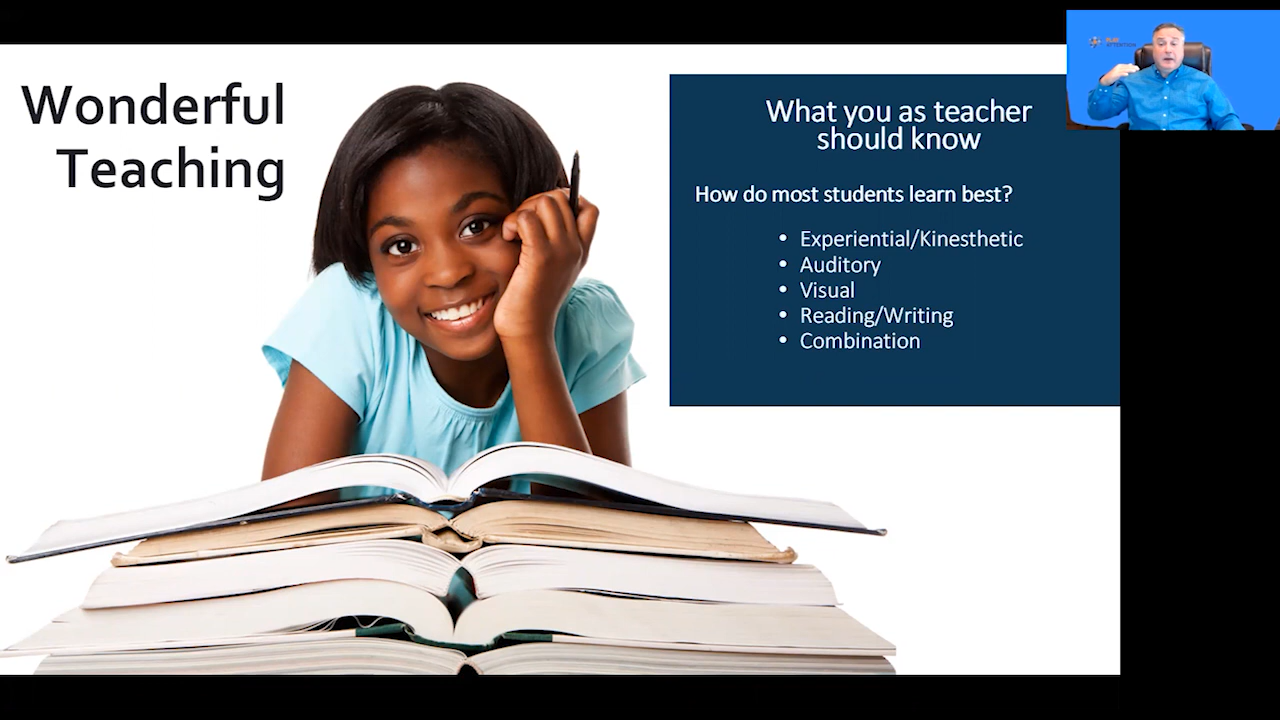 Wonderful
Teaching
What you as teacher
should know
How do most students learn best?
• Experiential/Kinesthetic
• Auditory
• Visual
• Reading/Writing
• Combination
ATTENTION